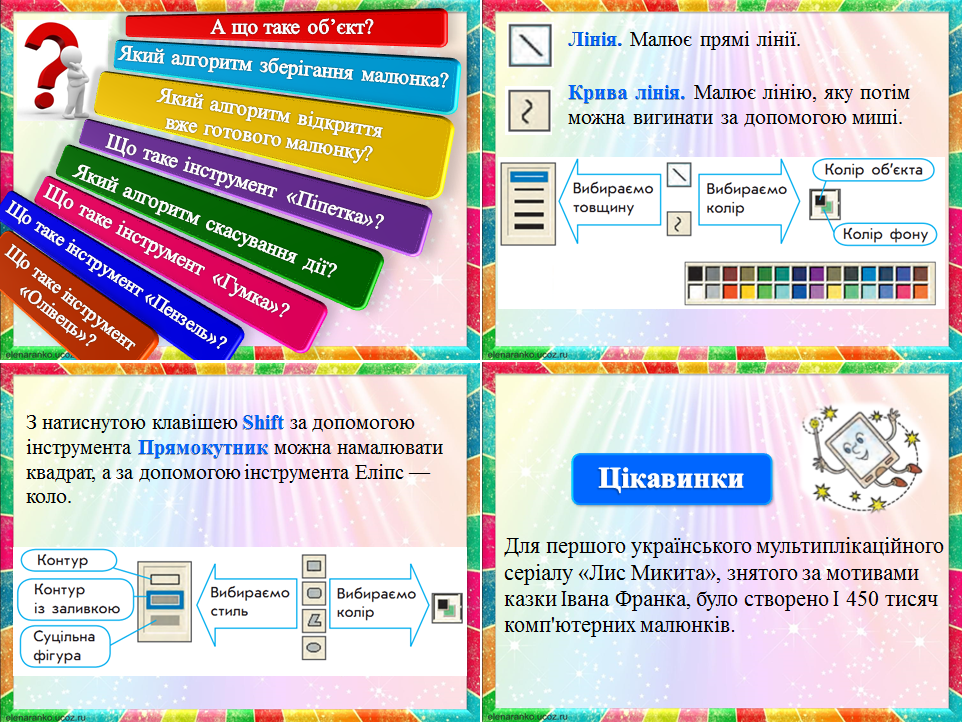 А що таке об’єкт?
Який алгоритм зберігання малюнка?
Який алгоритм відкриття
вже готового малюнку?
Що таке інструмент «Піпетка»?
Який алгоритм скасування дії?
Що таке інструмент «Гумка»?
Що таке інструмент «Пензель»?
Що таке інструмент
«Олівець»?
elenaranko.ucoz.ru
Лінія. Малює прямі лінії.
Крива лінія. Малює лінію, яку потім
можна вигинати за допомогою миші.
Вибираємо
товщину
Вибираємо
колір
Колір об’єкта
Колір фону
elenaranko.ucoz.ru
З натиснутою клавішею Shift за допомогою
інструмента Прямокутник можна намалювати
квадрат, а за допомогою інструмента Еліпс —
коло.
Контур
Контур
із заливкою
Суцільна
фігура
Вибираємо
стиль
Вибираємо
колір
elenaranko.ucoz.ru
Цікавинки
Для першого українського мультиплікаційного
серіалу «Лис Микита», знятого за мотивами
казки Івана Франка, було створено І 450 тисяч
комп'ютерних малюнків.
elenaranko.ucoz.ru